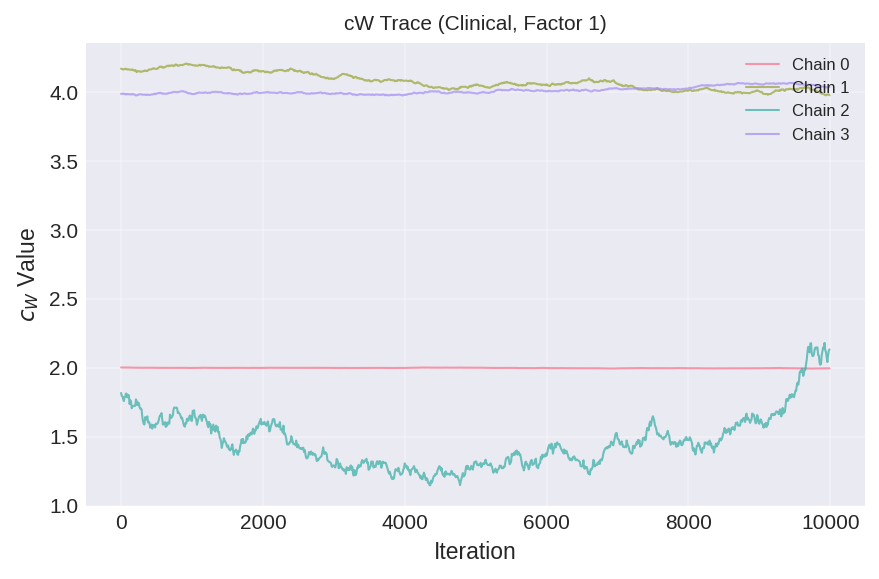 cW Trace (Clinical, Factor 1)
Chain 0
Chain 1
Chain 2
Chain 3
4.0
3.5
3.0
2.5
2.0
1.5
1.0
cW Value
0 2000 4000 6000 8000 10000
Iteration